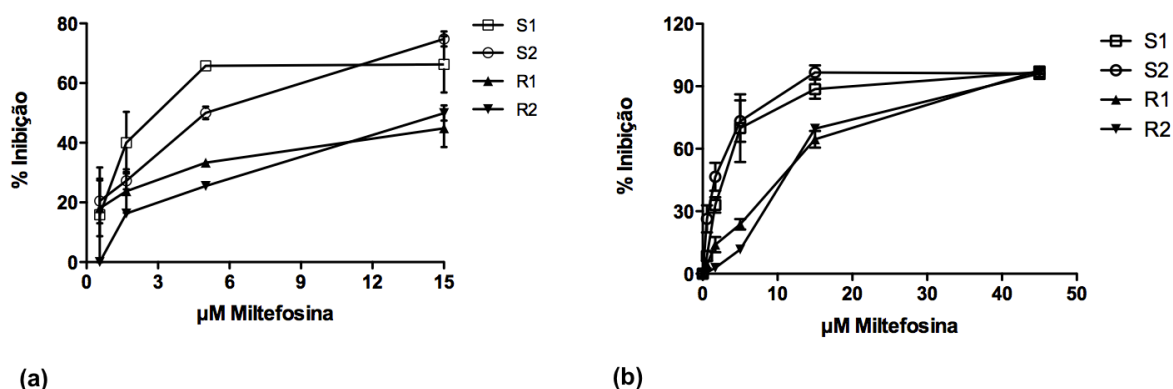 80
60
40
20
0
% Inibição
0 3 6 9 12 15
µM Miltefosina
S1
S2
R1
R2
(a)
120
90
60
30
0
% Inibição
0 10 20 30 40 50
µM Miltefosina
S1
S2
R1
R2
(b)